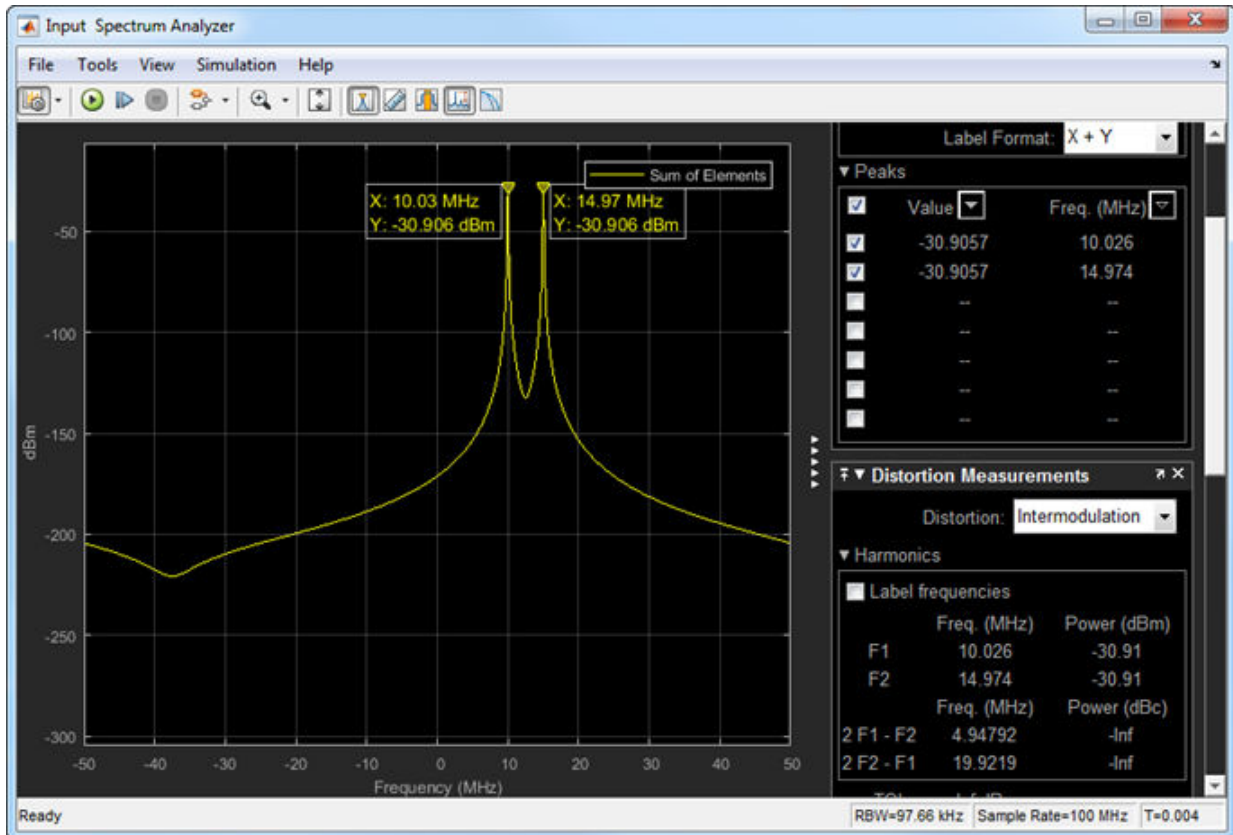 Input Spectrum Analyzer
File Tools View Simulation Help
Sum of Elements
X: 10.03 MHz
Y: -30.906 dBm
X: 14.97 MHz
Y: -30.906 dBm
-50
-100
-150
-200
-250
-300
dBm
-50 -40 -30 -20 -10 0 10 20 30 40 50
Frequency (MHz)
Label Format: X + Y
Peaks
Value Freq. (MHz)
-30.9057 10.026
-30.9057 14.974
-- --
-- --
-- --
-- --
-- --
Distortion Measurements
Distortion: Intermodulation
Harmonics
Label frequencies
Freq. (MHz) Power (dBm)
F1 10.026 -30.91
F2 14.974 -30.91
Freq. (MHz) Power (dBc)
2 F1 - F2 4.94792 -Inf
2 F2 - F1 19.9219 -Inf
Ready
RBW=97.66 kHz Sample Rate=100 MHz T=0.004